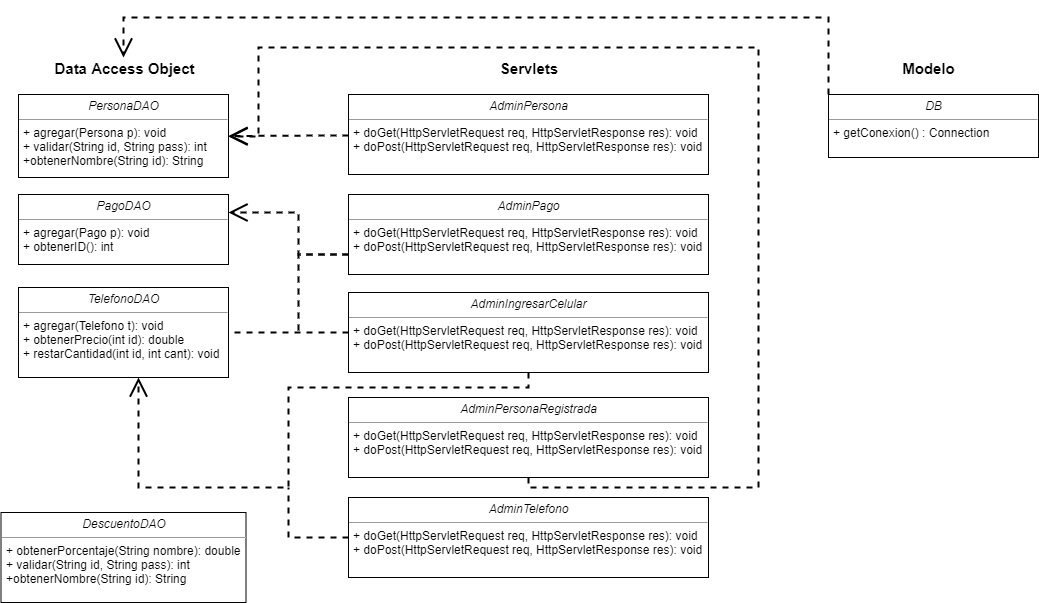 Data Access Object
PersonaDAO
+ agregar(Persona p): void
+ validar(String id, String pass): int
+obtenerNombre(String id): String
PagoDAO
+ agregar(Pago p): void
+ obtenerID(): int
TelefonoDAO
+ agregar(Telefono t): void
+ obtenerPrecio(int id): double
+ restarCantidad(int id, int cant): void
DescuentoDAO
+ obtenerPorcentaje(String nombre): double
+ validar(String id, String pass): int
+obtenerNombre(String id): String
Servlets
AdminPersona
+ doGet(HttpServletRequest req, HttpServletResponse res): void
+ doPost(HttpServletRequest req, HttpServletResponse res): void
AdminPago
+ doGet(HttpServletRequest req, HttpServletResponse res): void
+ doPost(HttpServletRequest req, HttpServletResponse res): void
AdminIngresarCelular
+ doGet(HttpServletRequest req, HttpServletResponse res): void
+ doPost(HttpServletRequest req, HttpServletResponse res): void
AdminPersonaRegistrada
+ doGet(HttpServletRequest req, HttpServletResponse res): void
+ doPost(HttpServletRequest req, HttpServletResponse res): void
AdminTelefono
+ doGet(HttpServletRequest req, HttpServletResponse res): void
+ doPost(HttpServletRequest req, HttpServletResponse res): void
Modelo
DB
+ getConexion() : Connection